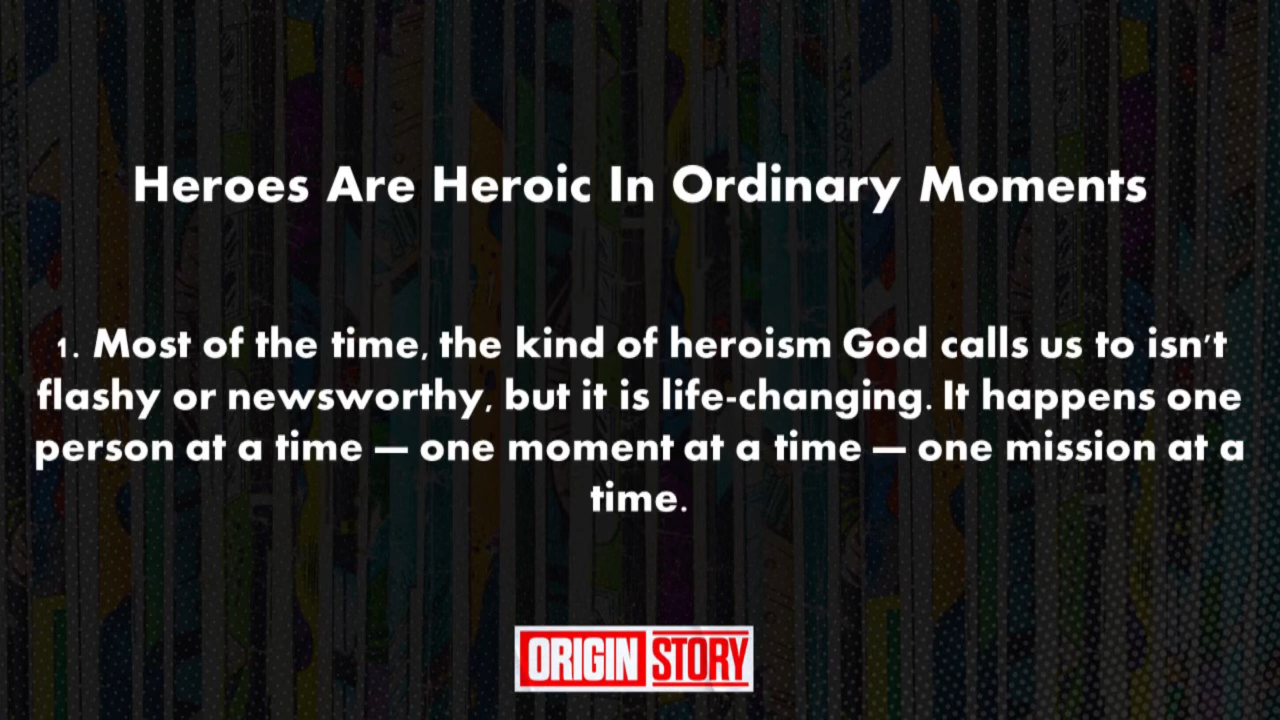 Heroes Are Heroic In Ordinary Moments
1. Most of the time, the kind of heroism God calls us to isn't
flashy or newsworthy, but it is life-changing. It happens one
person at a time — one moment at a time — one mission at a
time.
ORIGIN STORY